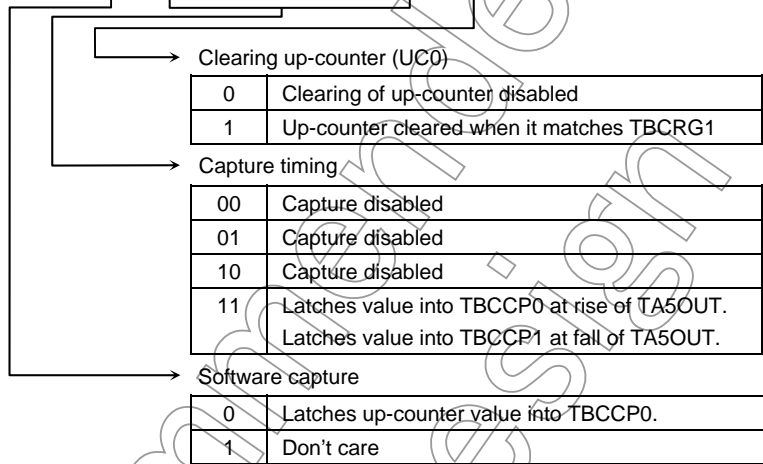 Clearing up-counter (UC0)
0 Clearing of up-counter disabled
1 Up-counter cleared when it matches TBCRG1
Capture timing
00 Capture disabled
01 Capture disabled
10 Capture disabled
11 Latches value into TBCCP0 at rise of TA5OUT.
Latches value into TBCCP1 at fall of TA5OUT.
Software capture
0 Latches up-counter value into TBCCP0.
1 Don't care